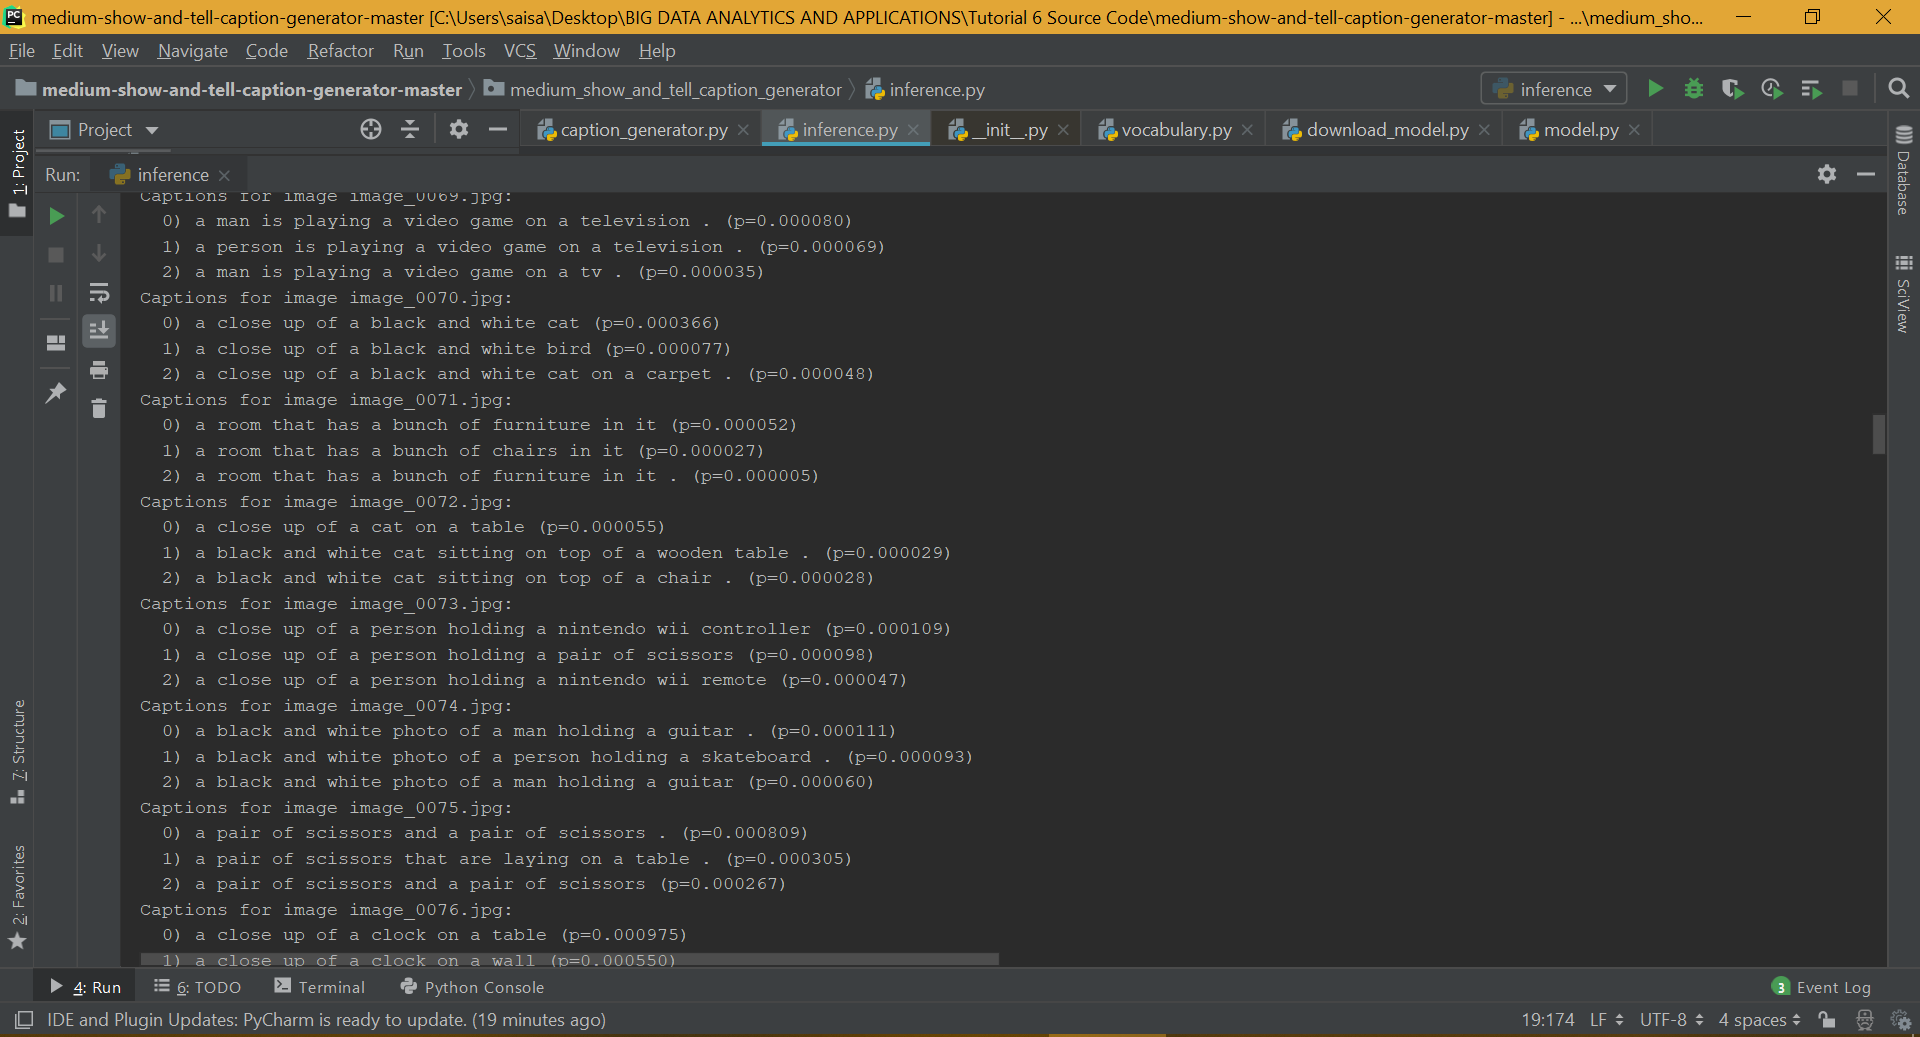 PC medium-show-and-tell-caption-generator-master [C:\Users\saisa\Desktop\BIG DATA ANALYTICS AND APPLICATIONS\Tutorial 6 Source Code\medium-show-and-tell-caption-generator-master] - ...\medium_sho...
File Edit View Navigate Code Refactor Run Tools VCS Window Help
medium-show-and-tell-caption-generator-master medium_show_and_tell_caption_generator inference.py inference
Project caption_generator.py inference.py __init__.py vocabulary.py download_model.py model.py
Run: inference
Captions for image image_0069.jpg:
0) a man is playing a video game on a television . (p=0.000080)
1) a person is playing a video game on a television . (p=0.000069)
2) a man is playing a video game on a tv . (p=0.000035)
Captions for image image_0070.jpg:
0) a close up of a black and white cat (p=0.000366)
1) a close up of a black and white bird (p=0.000077)
2) a close up of a black and white cat on a carpet . (p=0.000048)
Captions for image image_0071.jpg:
0) a room that has a bunch of furniture in it (p=0.000052)
1) a room that has a bunch of chairs in it (p=0.000027)
2) a room that has a bunch of furniture in it . (p=0.000005)
Captions for image image_0072.jpg:
0) a close up of a cat on a table (p=0.000055)
1) a black and white cat sitting on top of a wooden table . (p=0.000029)
2) a black and white cat sitting on top of a chair . (p=0.000028)
Captions for image image_0073.jpg:
0) a close up of a person holding a nintendo wii controller (p=0.000109)
1) a close up of a person holding a pair of scissors (p=0.000098)
2) a close up of a person holding a nintendo wii remote (p=0.000047)
Captions for image image_0074.jpg:
0) a black and white photo of a man holding a guitar . (p=0.000111)
1) a black and white photo of a person holding a skateboard . (p=0.000093)
2) a black and white photo of a man holding a guitar (p=0.000060)
Captions for image image_0075.jpg:
0) a pair of scissors and a pair of scissors . (p=0.000809)
1) a pair of scissors that are laying on a table . (p=0.000305)
2) a pair of scissors and a pair of scissors (p=0.000267)
Captions for image image_0076.jpg:
0) a close up of a clock on a table (p=0.000975)
1) a close up of a clock on a wall (p=0.000550)
1: Project
7: Structure
2: Favorites
Database
SciView
4: Run 6: TODO Terminal Python Console 3 Event Log
IDE and Plugin Updates: PyCharm is ready to update. (19 minutes ago) 19:174 LF UTF-8 4 spaces